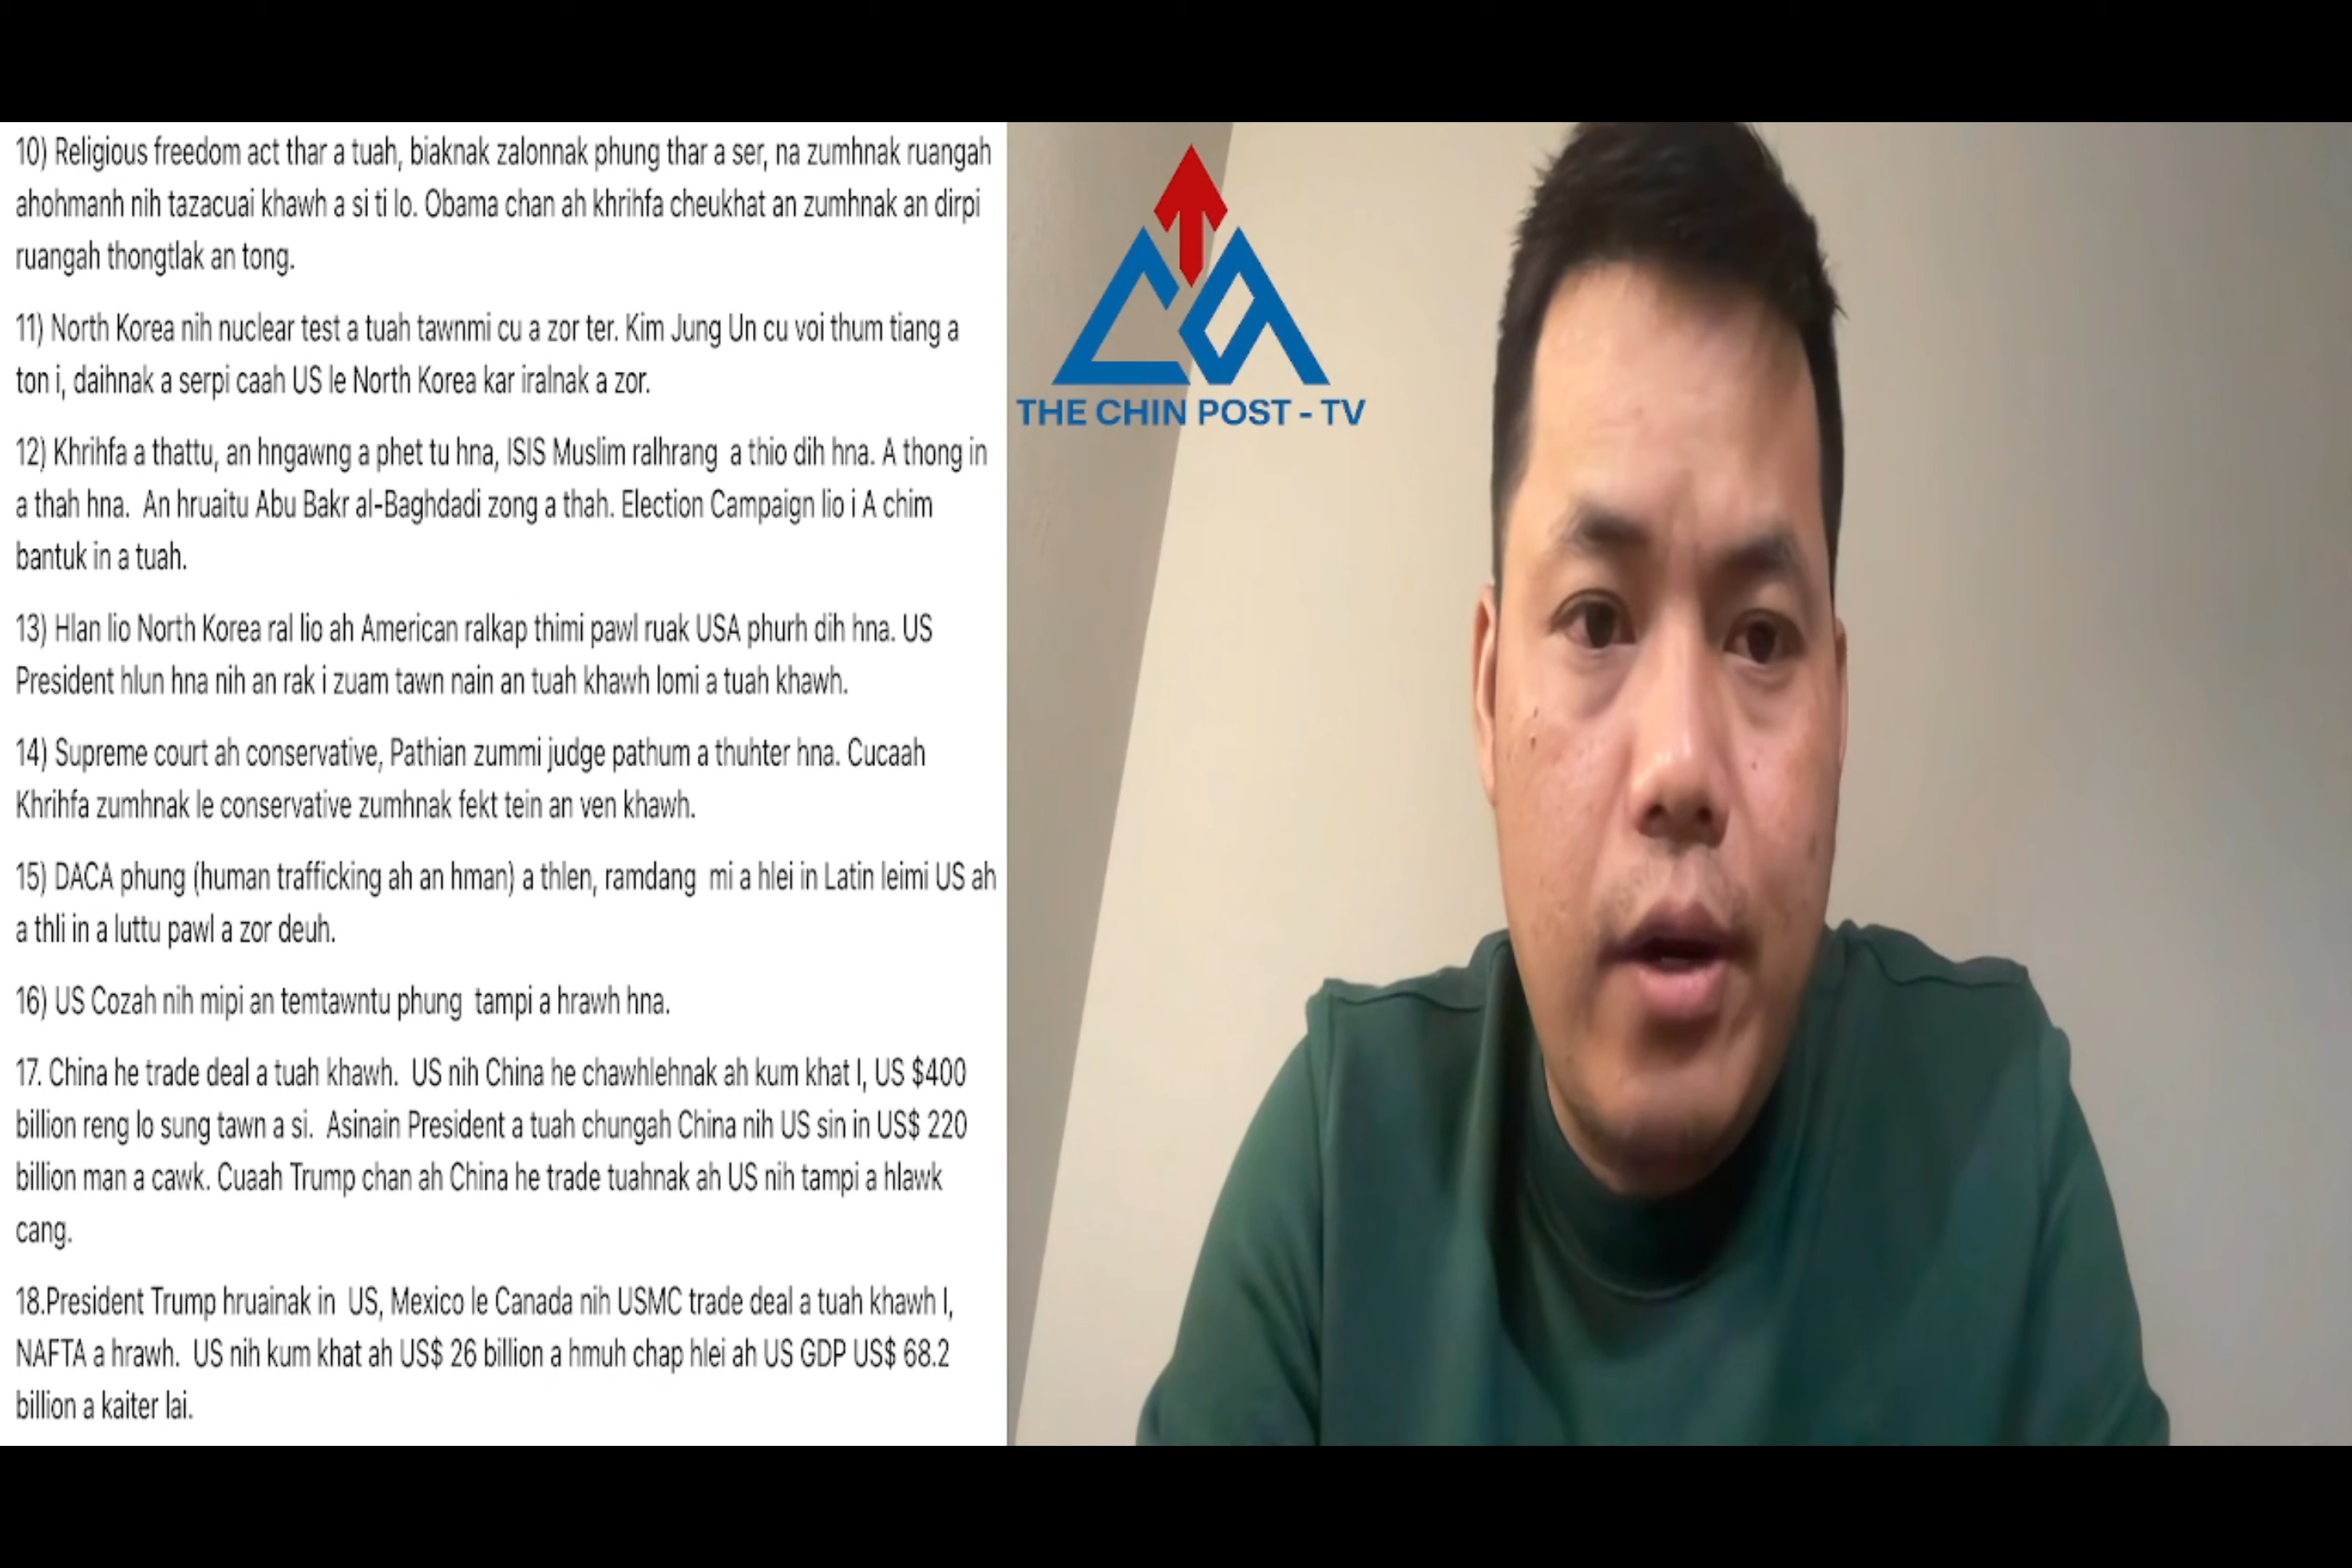 10) Religious freedom act thar a tuah, biaknak zalonnak phung thar a ser, na zumhnak ruangah
ahohmanh nih tazacuai khawh a si ti lo. Obama chan ah khrihfa cheukhat an zumhnak an dirpi
ruangah thongtlak an tong.
11) North Korea nih nuclear test a tuah tawnmi cu a zor ter. Kim Jung Un cu voi thum tiang a
ton i, daihnak a serpi caah US le North Korea kar iralnak a zor.
12) Khrihfa a thattu, an hngawng a phet tu hna, ISIS Muslim ralhrang a thio dih hna. A thong in
a thah hna. An hruaitu Abu Bakr al-Baghdadi zong a thah. Election Campaign lio i A chim
bantuk in a tuah.
13) Hlan lio North Korea ral lio ah American ralkap thimi pawl ruak USA phurh dih hna. US
President hlun hna nih an rak i zuam tawn nain an tuah khawh lomi a tuah khawh.
14) Supreme court ah conservative, Pathian zummi judge pathum a thuhter hna. Cucaah
Khrihfa zumhnak le conservative zumhnak fekt tein an ven khawh.
15) DACA phung (human trafficking ah an hman) a thlen, ramdang mi a hlei in Latin leimi US ah
a thli in a luttu pawl a zor deuh.
16) US Cozah nih mipi an temtawntu phung tampi a hrawh hna.
17. China he trade deal a tuah khawh. US nih China he chawhlehnak ah kum khat I, US $400
billion reng lo sung tawn a si. Asinain President a tuah chungah China nih US sin in US$ 220
billion man a cawk. Cuaah Trump chan ah China he trade tuahnak ah US nih tampi a hlawk
cang.
18.President Trump hruainak in US, Mexico le Canada nih USMC trade deal a tuah khawh I,
NAFTA a hrawh. US nih kum khat ah US$ 26 billion a hmuh chap hlei ah US GDP US$ 68.2
billion a kaiter lai.
THE CHIN POST - TV